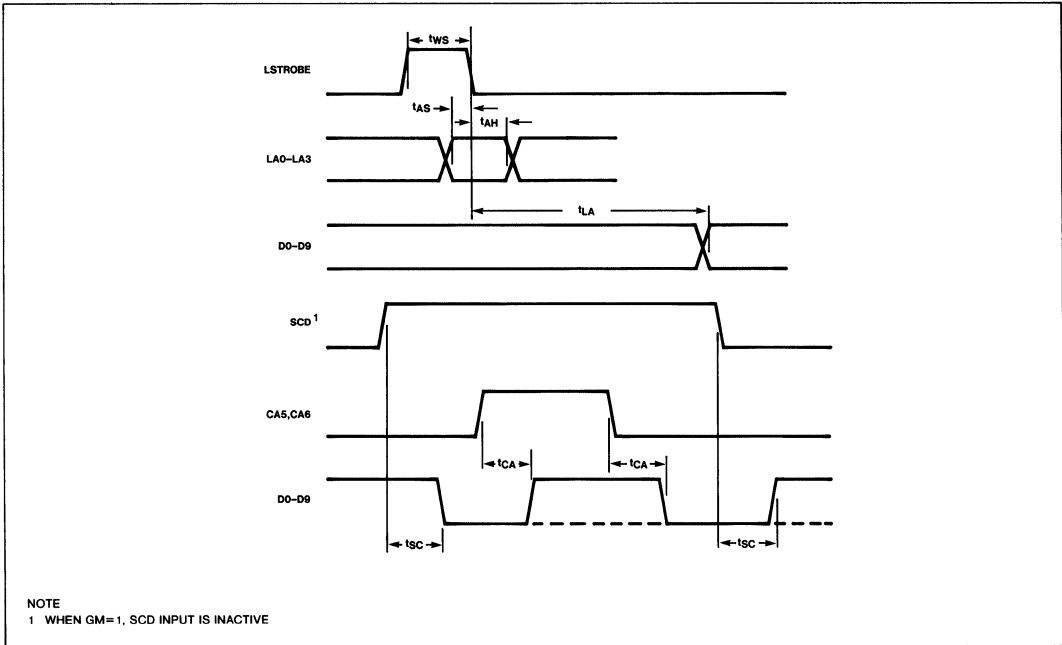 tWS
LSTROBE
tAS
tAH
LA0–LA3
tLA
D0–D9
SCD 1
CA5,CA6
tCA
tCA
D0–D9
tSC
tSC
NOTE
1 WHEN GM=1, SCD INPUT IS INACTIVE